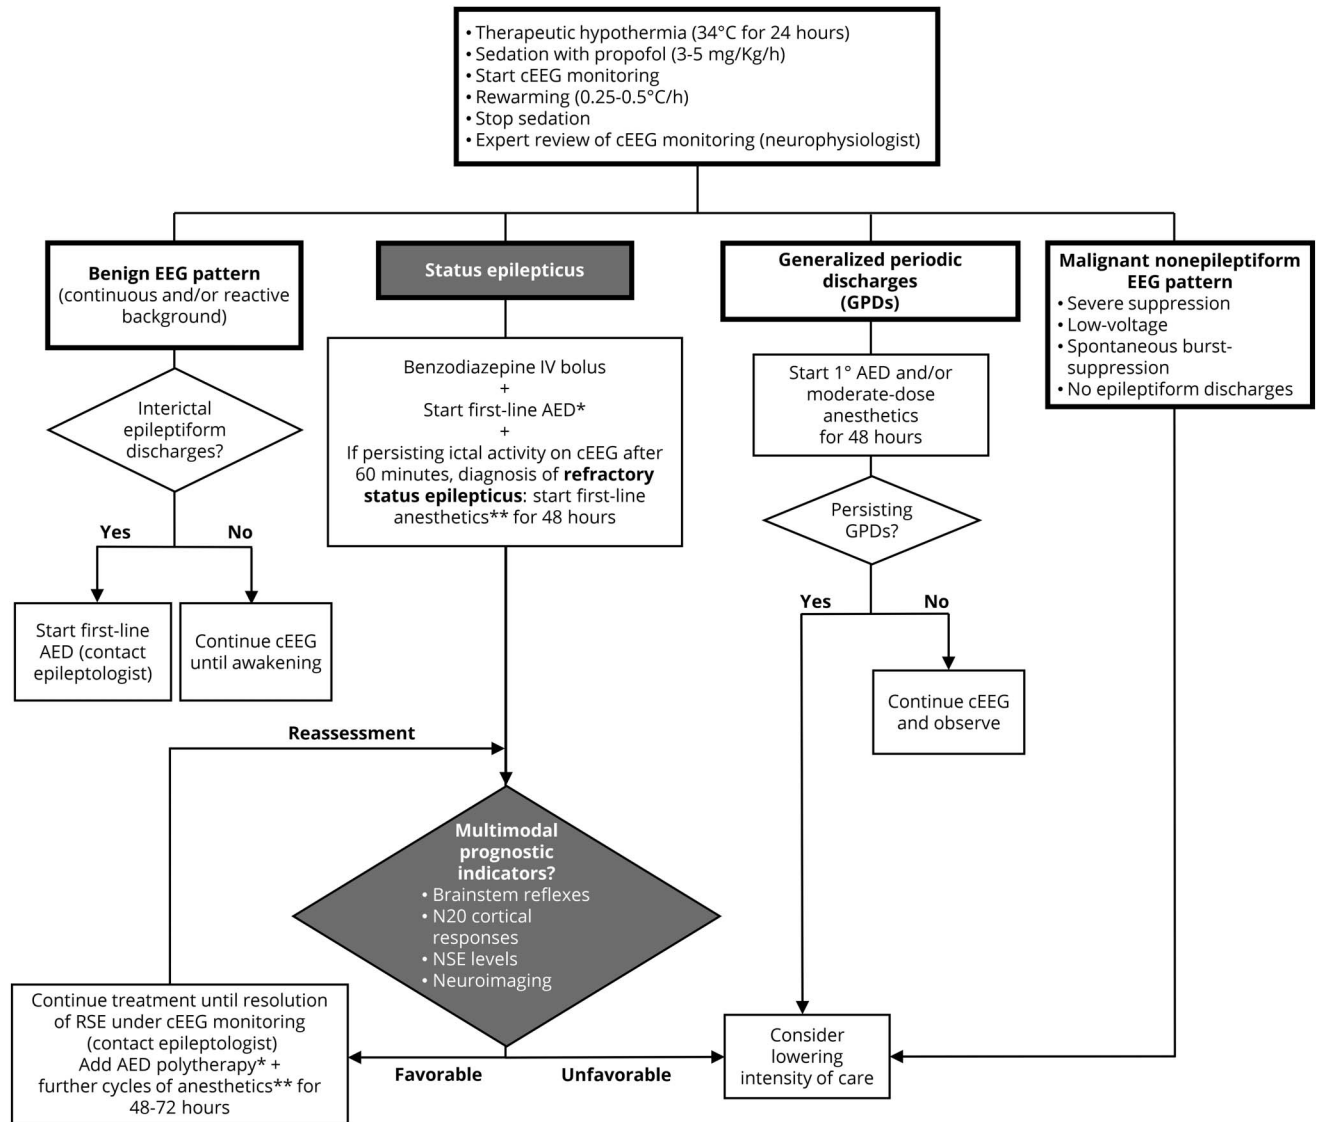 • Therapeutic hypothermia (34°C for 24 hours)
• Sedation with propofol (3-5 mg/Kg/h)
• Start cEEG monitoring
• Rewarming (0.25-0.5°C/h)
• Stop sedation
• Expert review of cEEG monitoring (neurophysiologist)
Benign EEG pattern
(continuous and/or reactive
background)
Interictal
epileptiform
discharges?
Yes
No
Start first-line
AED (contact
epileptologist)
Continue cEEG
until awakening
Status epilepticus
Benzodiazepine IV bolus
+
Start first-line AED*
+
If persisting ictal activity on cEEG after
60 minutes, diagnosis of refractory
status epilepticus: start first-line
anesthetics** for 48 hours
Generalized periodic
discharges
(GPDs)
Start 1° AED and/or
moderate-dose
anesthetics
for 48 hours
Persisting
GPDs?
Yes
No
Continue cEEG
and observe
Malignant nonepileptiform
EEG pattern
• Severe suppression
• Low-voltage
• Spontaneous burst-
suppression
• No epileptiform discharges
Reassessment
Multimodal
prognostic
indicators?
• Brainstem reflexes
• N20 cortical
responses
• NSE levels
• Neuroimaging
Continue treatment until resolution
of RSE under cEEG monitoring
(contact epileptologist)
Add AED polytherapy* +
further cycles of anesthetics** for
48-72 hours
Favorable
Unfavorable
Consider
lowering
intensity of care